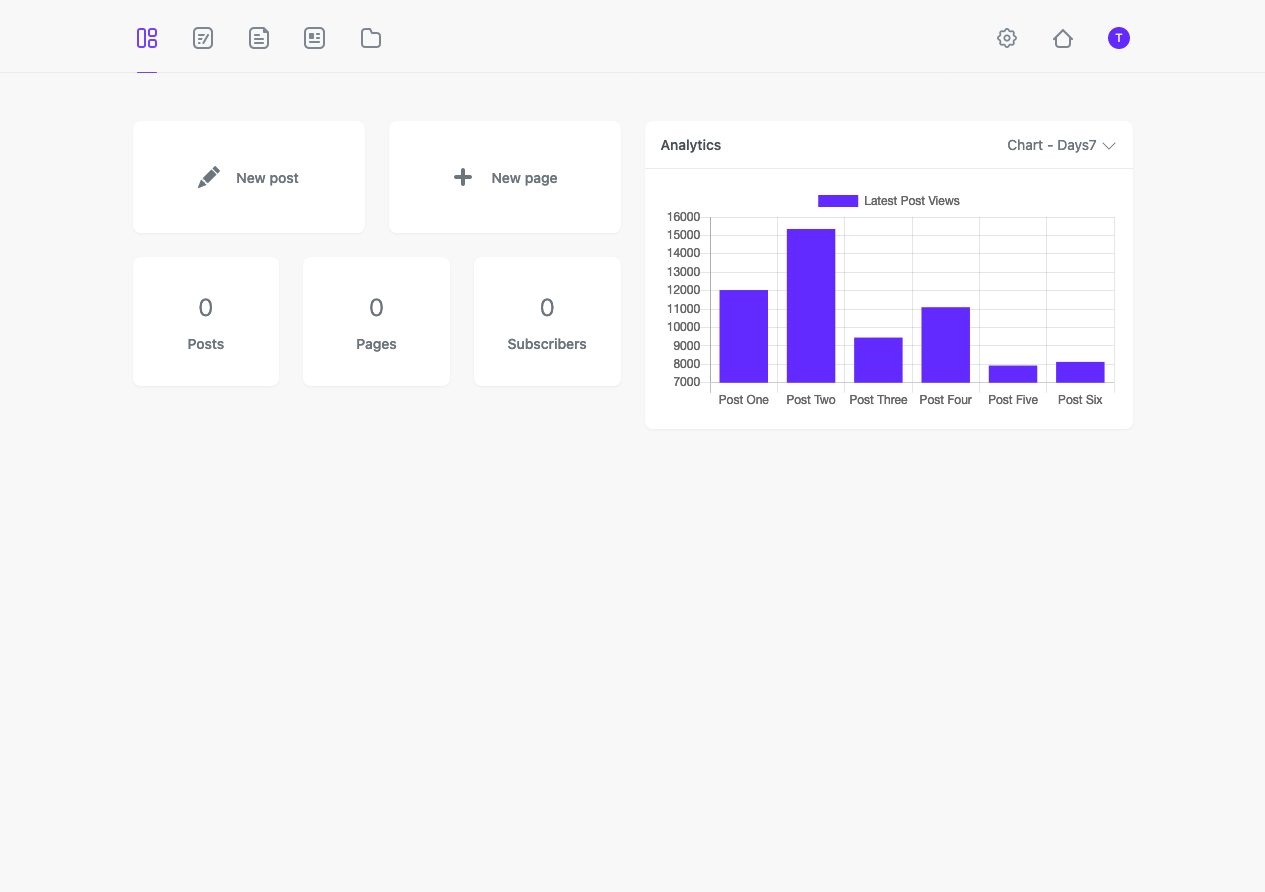 T
New post
New page
0
Posts
0
Pages
0
Subscribers
Analytics
Chart - Days7
Latest Post Views
16000
15000
14000
13000
12000
11000
10000
9000
8000
7000
Post One
Post Two
Post Three
Post Four
Post Five
Post Six